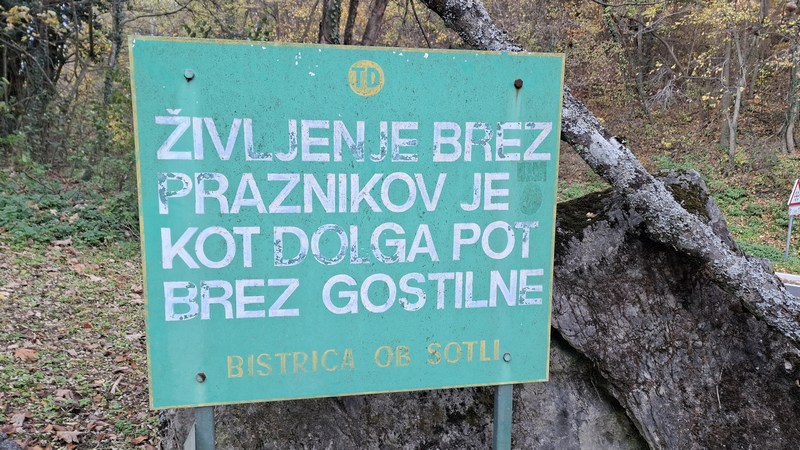 TD
ŽIVLJENJE BREZ
PRAZNIKOV JE
KOT DOLGA POT
BREZ GOSTILNE
BISTRICA OB SOTLI